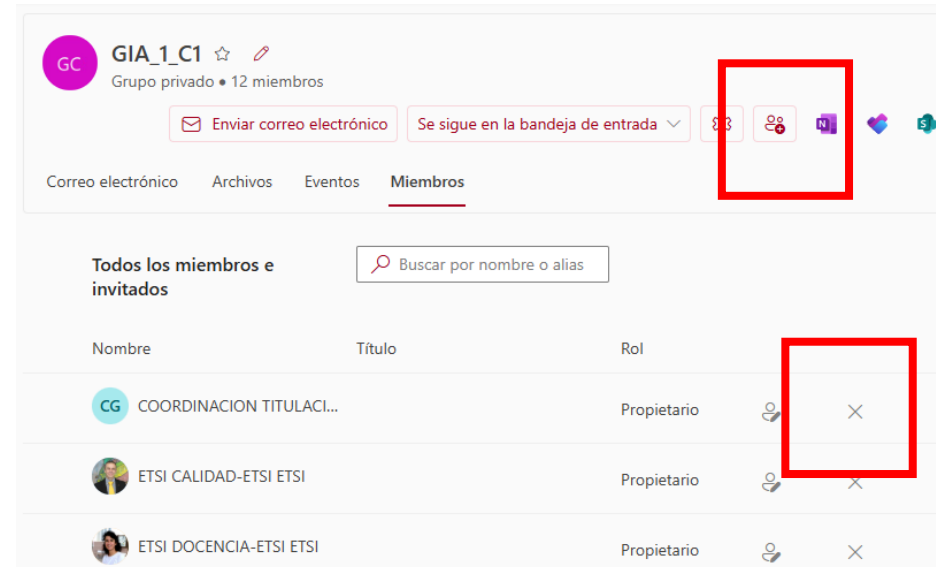 GC
GIA_1_C1
Grupo privado • 12 miembros
Enviar correo electrónico
Se sigue en la bandeja de entrada
Correo electrónico Archivos Eventos Miembros
Todos los miembros e
invitados
Buscar por nombre o alias
Nombre Título Rol
CG COORDINACION TITULACI... Propietario
ETSI CALIDAD-ETSI ETSI Propietario
ETSI DOCENCIA-ETSI ETSI Propietario